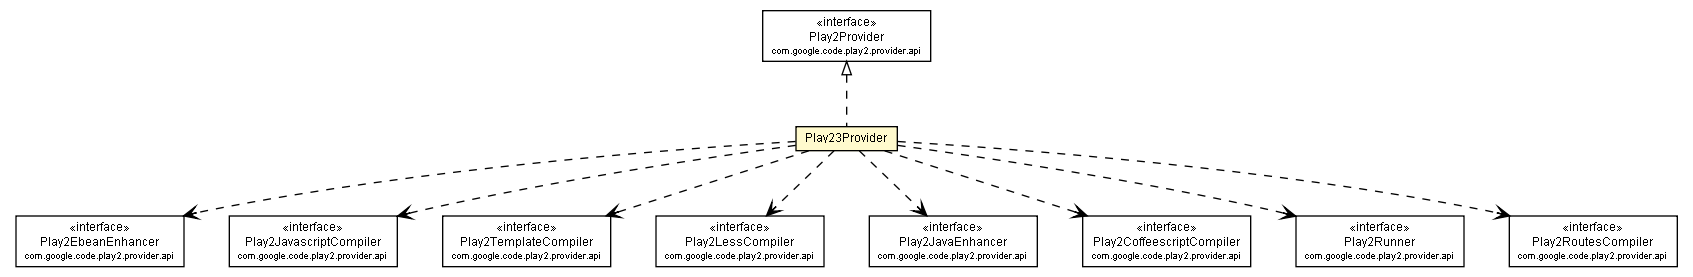 «interface»
Play2Provider
com.google.code.play2.provider.api
Play23Provider
«interface»
Play2EbeanEnhancer
com.google.code.play2.provider.api
«interface»
Play2JavascriptCompiler
com.google.code.play2.provider.api
«interface»
Play2TemplateCompiler
com.google.code.play2.provider.api
«interface»
Play2LessCompiler
com.google.code.play2.provider.api
«interface»
Play2JavaEnhancer
com.google.code.play2.provider.api
«interface»
Play2CoffeescriptCompiler
com.google.code.play2.provider.api
«interface»
Play2Runner
com.google.code.play2.provider.api
«interface»
Play2RoutesCompiler
com.google.code.play2.provider.api